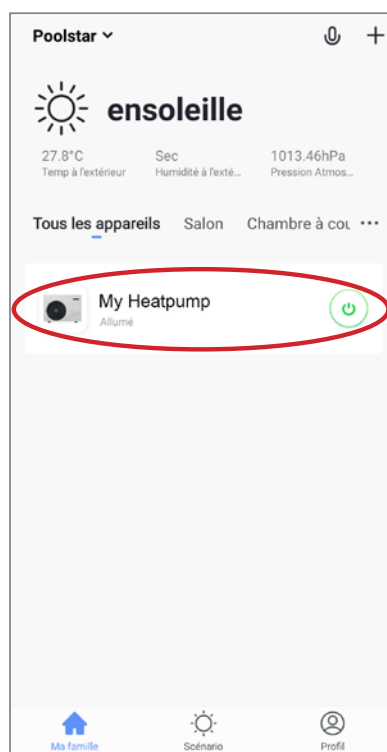 Poolstar
ensoleille
27.8°C Sec 1013.46hPa
Temp à l'extérieur Humidité à l'exté... Pression Atmos...
Tous les appareils Salon Chambre à cou ...
My Heatpump
Allumé
Ma famille Scénario Profil